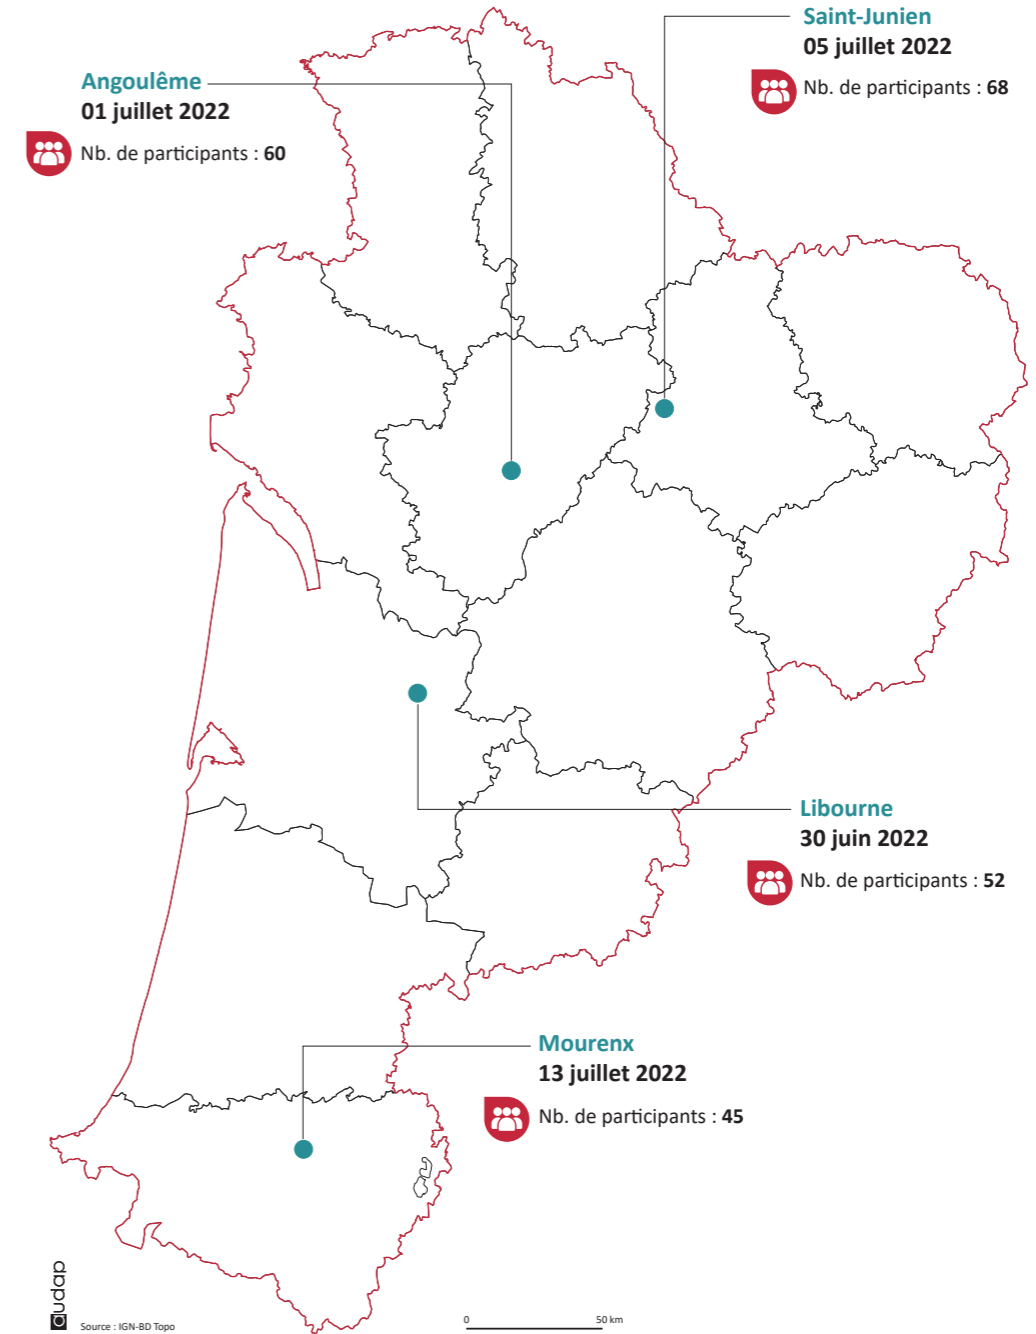 Saint-Junien
05 juillet 2022
Nb. de participants : 68
Angoulême
01 juillet 2022
Nb. de participants : 60
Libourne
30 juin 2022
Nb. de participants : 52
Mourenx
13 juillet 2022
Nb. de participants : 45
audap
Source : IGN-BD Topo
0 50 km